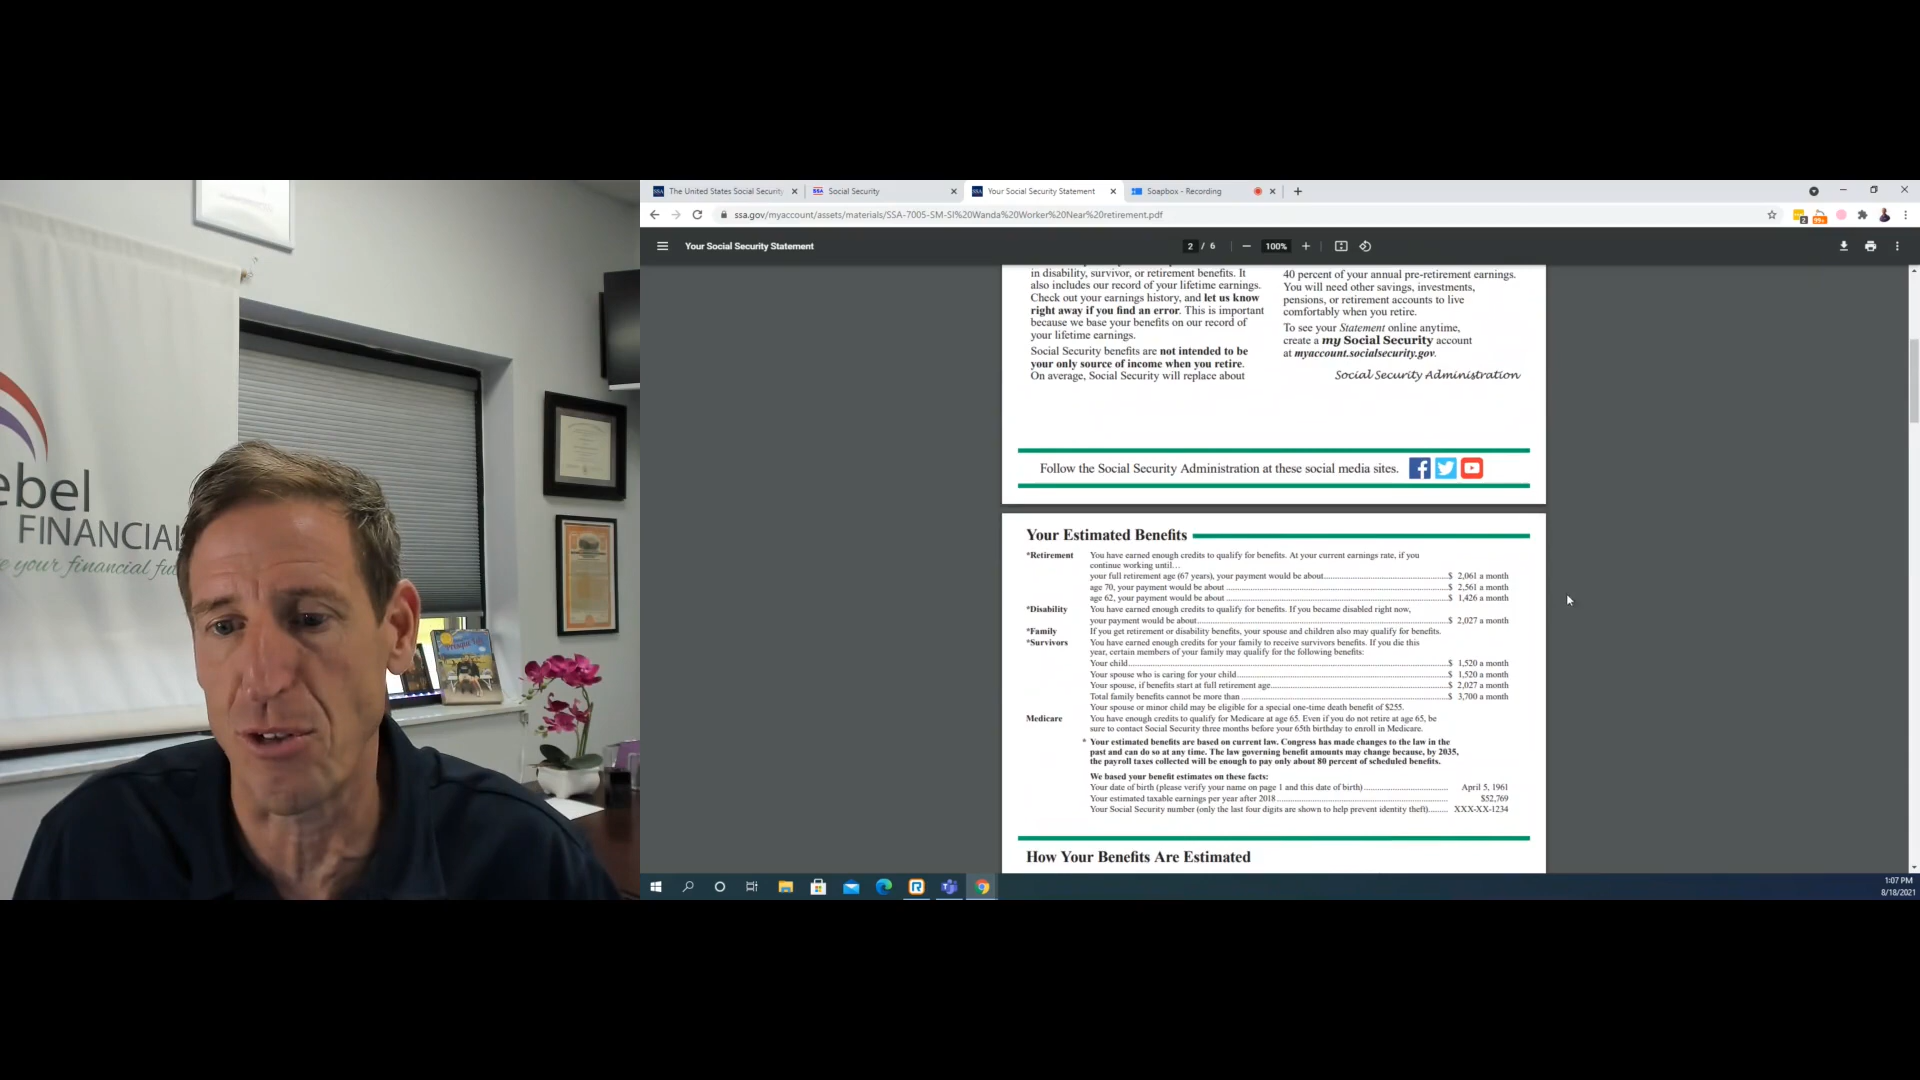 ebel
FINANCIAL
e your financial fu
The United States Social Security
Social Security
Your Social Security Statement
Soapbox - Recording
ssa.gov/myaccount/assets/materials/SSA-7005-SM-SI%20Wanda%20Worker%20Near%20retirement.pdf
Your Social Security Statement
2 / 6
100%
in disability, survivor, or retirement benefits. It
also includes our record of your lifetime earnings.
Check out your earnings history, and let us know
right away if you find an error. This is important
because we base your benefits on our record of
your lifetime earnings.
Social Security benefits are not intended to be
your only source of income when you retire.
On average, Social Security will replace about
40 percent of your annual pre-retirement earnings.
You will need other savings, investments,
pensions, or retirement accounts to live
comfortably when you retire.
To see your Statement online anytime,
create a my Social Security account
at myaccount.socialsecurity.gov.
Social Security Administration
Follow the Social Security Administration at these social media sites.
Your Estimated Benefits
*Retirement You have earned enough credits to qualify for benefits. At your current earnings rate, if you
continue working until…
your full retirement age (67 years), your payment would be about $ 2,061 a month
age 70, your payment would be about $ 2,561 a month
age 62, your payment would be about $ 1,426 a month
*Disability You have earned enough credits to qualify for benefits. If you became disabled right now,
your payment would be about $ 2,027 a month
*Family If you get retirement or disability benefits, your spouse and children also may qualify for benefits.
*Survivors You have earned enough credits for your family to receive survivors benefits. If you die this
year, certain members of your family may qualify for the following benefits:
Your child $ 1,520 a month
Your spouse who is caring for your child $ 1,520 a month
Your spouse, if benefits start at full retirement age $ 2,027 a month
Total family benefits cannot be more than $ 3,700 a month
Your spouse or minor child may be eligible for a special one-time death benefit of $255.
Medicare You have enough credits to qualify for Medicare at age 65. Even if you do not retire at age 65, be
sure to contact Social Security three months before your 65th birthday to enroll in Medicare.
* Your estimated benefits are based on current law. Congress has made changes to the law in the
past and can do so at any time. The law governing benefit amounts may change because, by 2035,
the payroll taxes collected will be enough to pay only about 80 percent of scheduled benefits.
We based your benefit estimates on these facts:
Your date of birth (please verify your name on page 1 and this date of birth) April 5, 1961
Your estimated taxable earnings per year after 2018 $52,769
Your Social Security number (only the last four digits are shown to help prevent identity theft) XXX-XX-1234
How Your Benefits Are Estimated
1:07 PM
8/18/2021